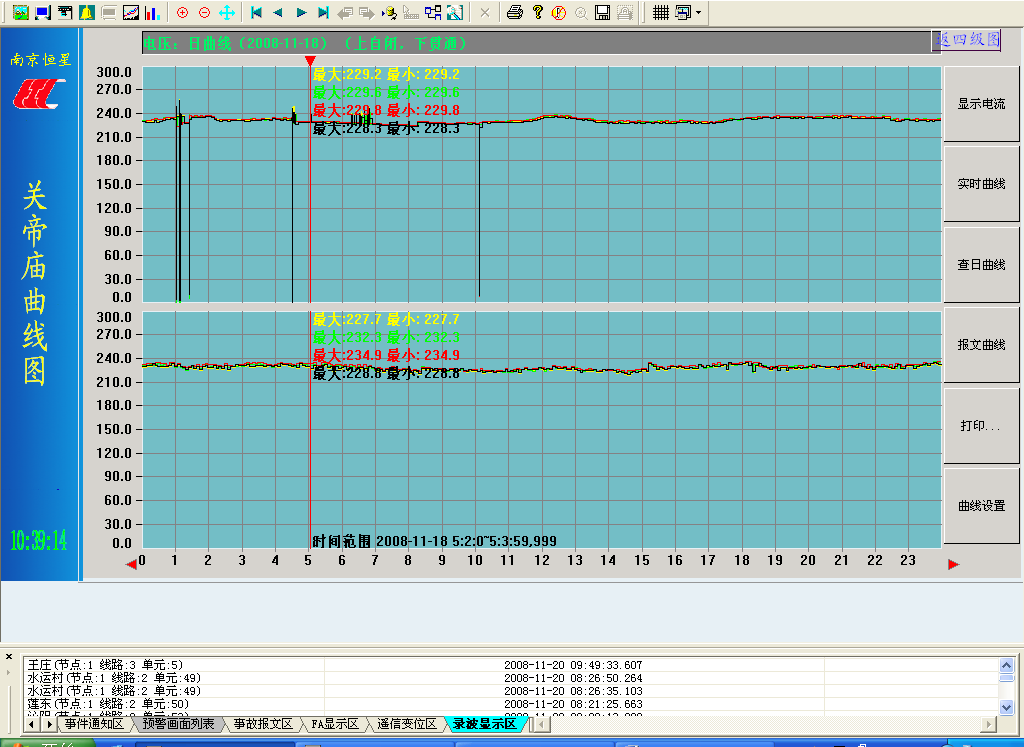 电压: 日曲线（2008-11-18）（上自闭, 下贯通）
返四级图
南京恒星
关帝庙曲线图
10:39:14
300.0
270.0
240.0
210.0
180.0
150.0
120.0
90.0
60.0
30.0
0.0
最大:229.2 最小: 229.2
最大:229.6 最小: 229.6
最大:229.8 最小: 229.8
最大:228.3 最小: 228.3
300.0
270.0
240.0
210.0
180.0
150.0
120.0
90.0
60.0
30.0
0.0
最大:227.7 最小: 227.7
最大:232.3 最小: 232.3
最大:234.9 最小: 234.9
最大:228.8 最小: 228.8
时间范围 2008-11-18 5:2:0~5:3:59,999
0 1 2 3 4 5 6 7 8 9 10 11 12 13 14 15 16 17 18 19 20 21 22 23
显示电流
实时曲线
查日曲线
报文曲线
打印...
曲线设置
王庄(节点:1 线路:3 单元:5) 2008-11-20 09:49:33.607
水运村(节点:1 线路:2 单元:49) 2008-11-20 08:26:50.264
水运村(节点:1 线路:2 单元:49) 2008-11-20 08:26:35.103
莲东(节点:1 线路:2 单元:50) 2008-11-20 08:21:25.663
事件通知区 预警画面列表 事故报文区 FA显示区 遥信变位区 录波显示区